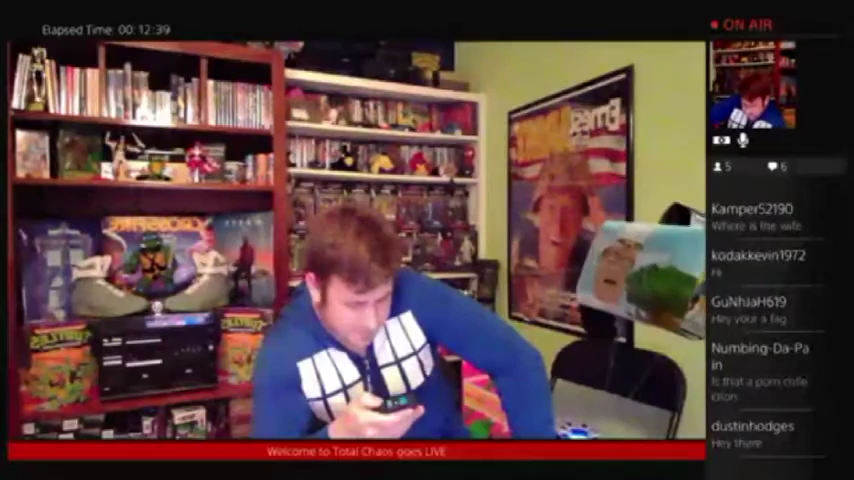 Elapsed Time: 00:12:39
ON AIR
5
6
Kamper52190
Where is the wife
kodakkevin1972
Hi
GuNhJaH619
Hey your a fag
Numbing-Da-Pa
in
Is that a porn colle
ction
dustinhodges
Hey there
Welcome to Total Chaos goes LIVE